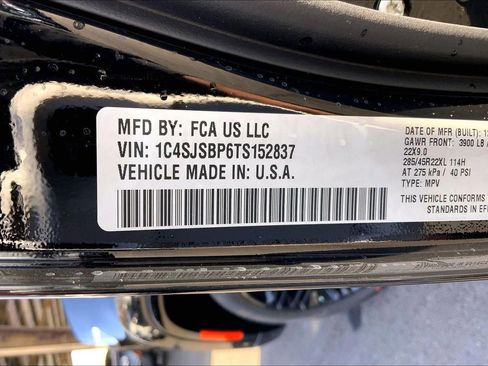 MFD BY: FCA US LLC
VIN: 1C4SJSBP6TS152837
VEHICLE MADE IN: U.S.A.
DATE OF MFR (BUILT):
GAWR FRONT: 3900 LB
22X9.0
285/45R22XL 114H
AT 275 kPa / 40 PSI
TYPE: MPV
THIS VEHICLE CONFORMS
STANDARDS IN